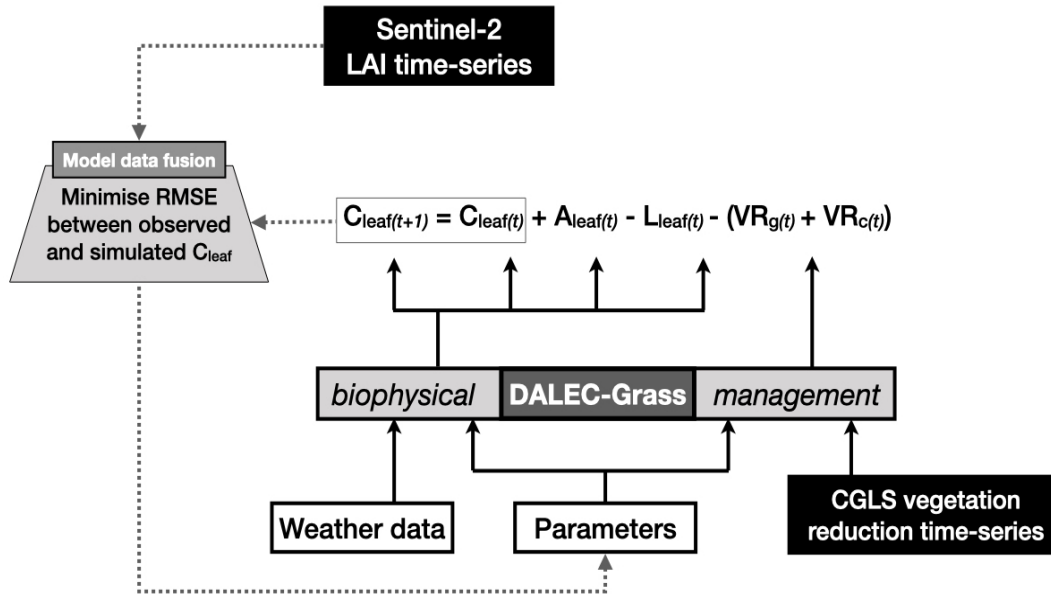 Sentinel-2
LAI time-series
Model data fusion
Minimise RMSE
between observed
and simulated Cleaf
Cleaf(t+1) = Cleaf(t) + Aleaf(t) - Lleaf(t) - (VRg(t) + VRc(t))
biophysical DALEC-Grass management
Weather data
Parameters
CGLS vegetation
reduction time-series